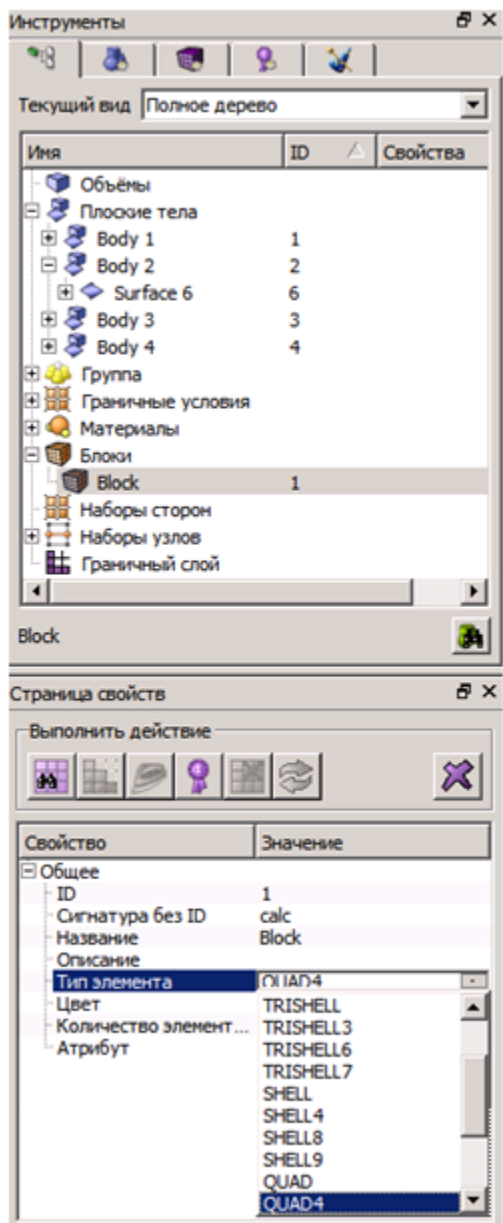 Инструменты
Текущий вид Полное дерево
Имя ID Свойства
Объёмы
Плоские тела
Body 1 1
Body 2 2
Surface 6 6
Body 3 3
Body 4 4
Группа
Граничные условия
Материалы
Блоки
Block 1
Наборы сторон
Наборы узлов
Граничный слой
Block
Страница свойств
Выполнить действие
Свойство Значение
Общее
ID 1
Сигнатура без ID calc
Название Block
Описание
Тип элемента QUAD4
Цвет TRISHELL
Количество элемент... TRISHELL3
Атрибут TRISHELL6
TRISHELL7
SHELL
SHELL4
SHELL8
SHELL9
QUAD
QUAD4